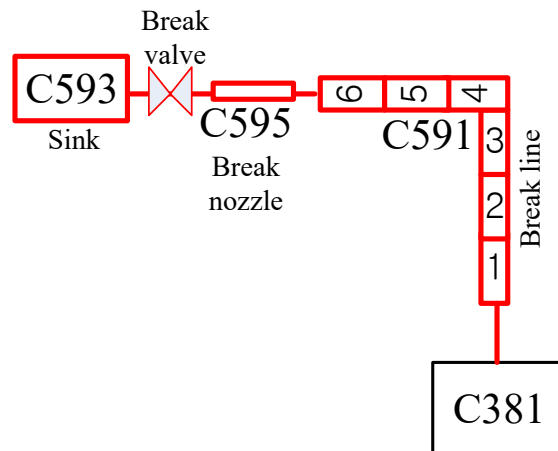 Break
valve
C593
Sink
C595
Break
nozzle
6 5 4
C591
3
2
1
Break line
C381